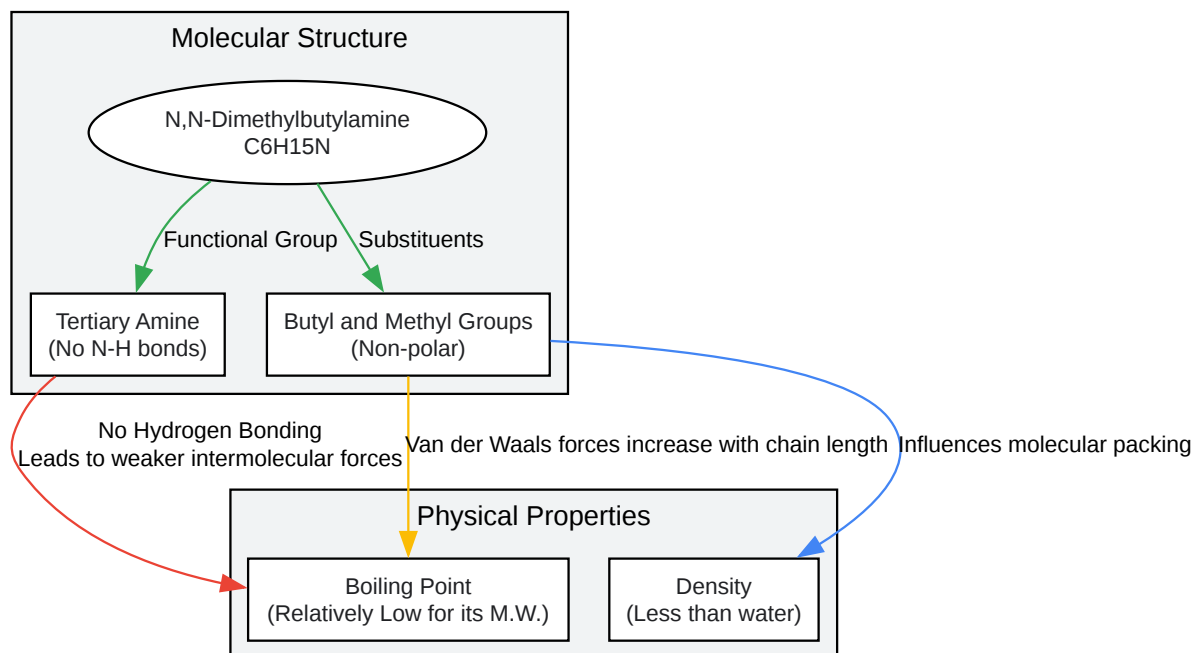 Molecular Structure
N,N-Dimethylbutylamine
C6H15N
Functional Group
Substituents
Tertiary Amine
(No N-H bonds)
Butyl and Methyl Groups
(Non-polar)
No Hydrogen Bonding
Leads to weaker intermolecular forces
Van der Waals forces increase with chain length
Influences molecular packing
Physical Properties
Boiling Point
(Relatively Low for its M.W.)
Density
(Less than water)